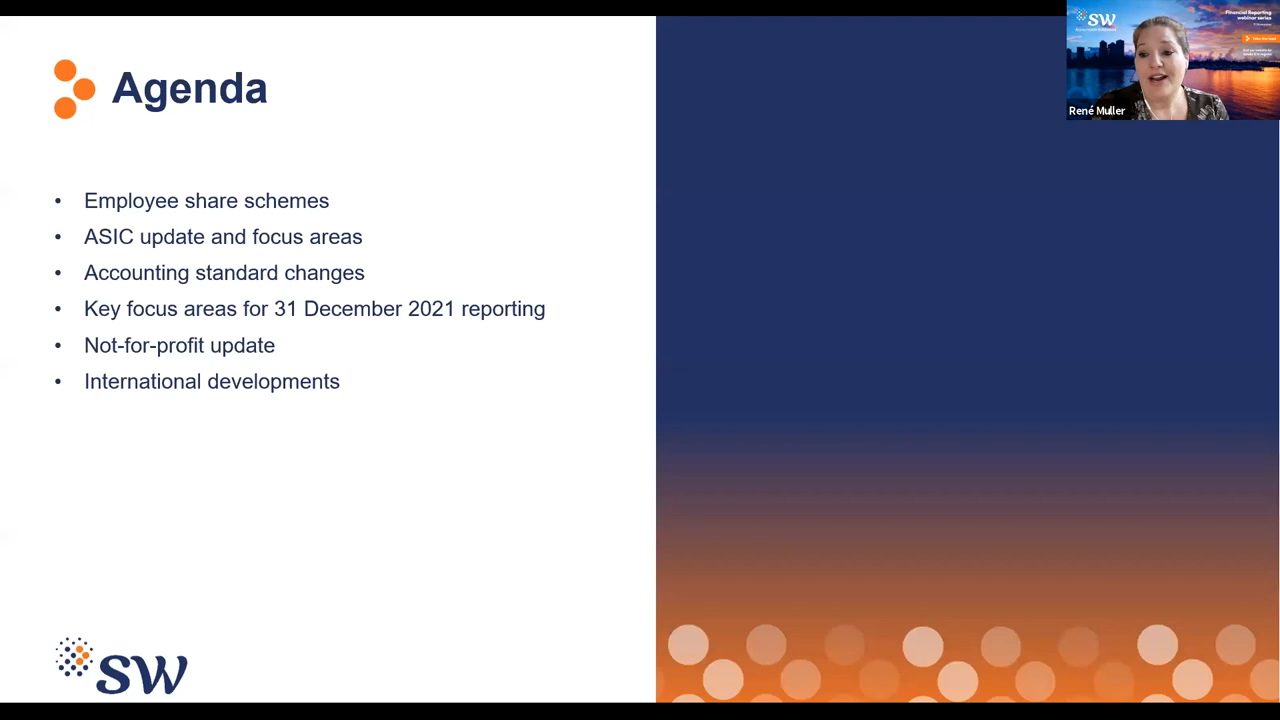 Agenda
• Employee share schemes
• ASIC update and focus areas
• Accounting standard changes
• Key focus areas for 31 December 2021 reporting
• Not-for-profit update
• International developments
SW
SW
Financial Reporting
webinar series
René Muller